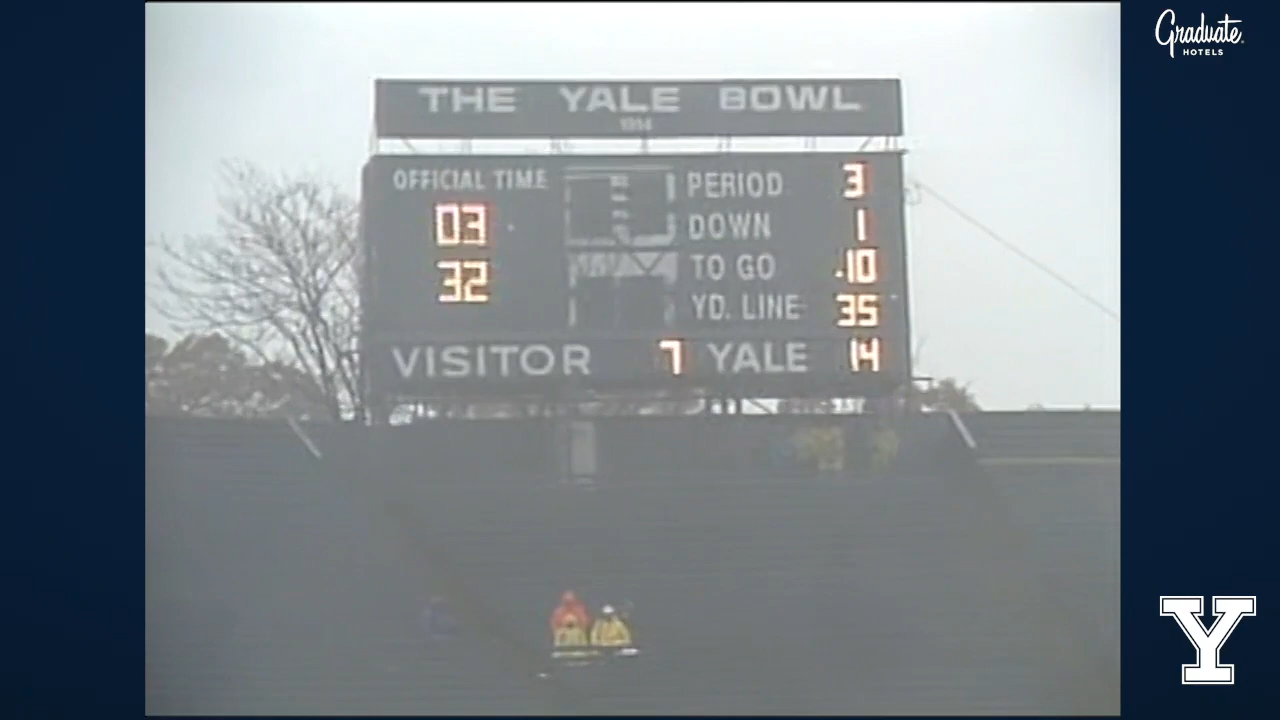 Graduate
HOTELS
THE YALE BOWL
1914
OFFICIAL TIME
03
32
PERIOD 3
DOWN 1
TO GO 10
YD. LINE 35
VISITOR 7 YALE 14
Y